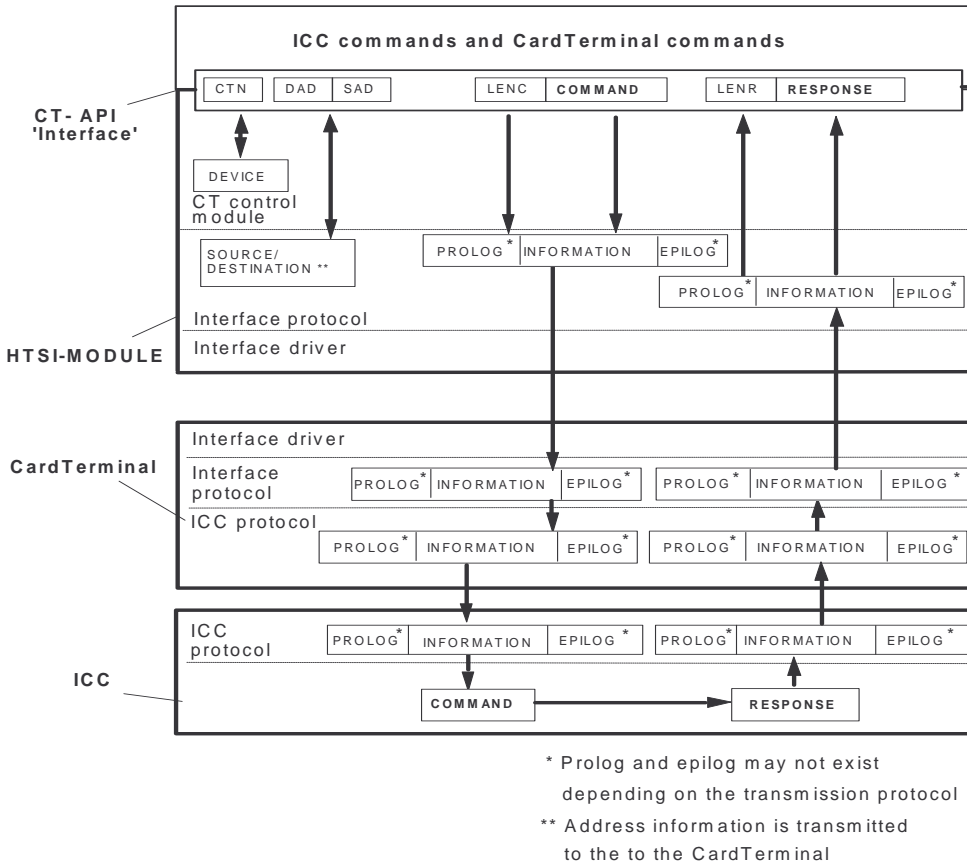 ICC commands and CardTerminal commands
CTN DAD SAD LENC COMMAND LENR RESPONSE
CT- API
'Interface'
DEVICE
CT control
module
SOURCE/
DESTINATION **
PROLOG* INFORMATION EPILOG*
PROLOG* INFORMATION EPILOG*
Interface protocol
HTSI-MODULE
Interface driver
Interface driver
CardTerminal
Interface
protocol
PROLOG* INFORMATION EPILOG* PROLOG* INFORMATION EPILOG*
ICC protocol
PROLOG* INFORMATION EPILOG* PROLOG* INFORMATION EPILOG*
ICC
protocol
PROLOG* INFORMATION EPILOG* PROLOG* INFORMATION EPILOG*
ICC
COMMAND RESPONSE
* Prolog and epilog may not exist
depending on the transmission protocol
** Address information is transmitted
to the to the CardTerminal